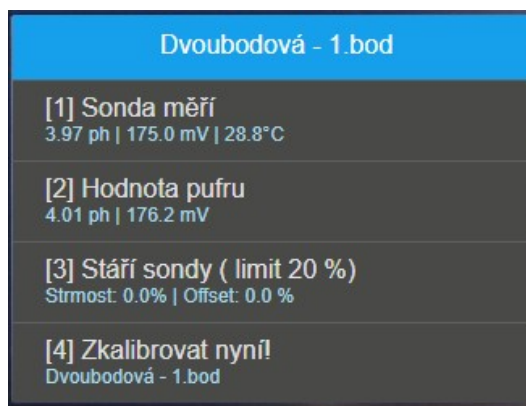 Dvoubodová - 1.bod
[1] Sonda měří
3.97 ph | 175.0 mV | 28.8°C
[2] Hodnota pufru
4.01 ph | 176.2 mV
[3] Stáří sondy ( limit 20 %)
Strmost: 0.0% | Offset: 0.0 %
[4] Zkalibrovat nyní!
Dvoubodová - 1.bod